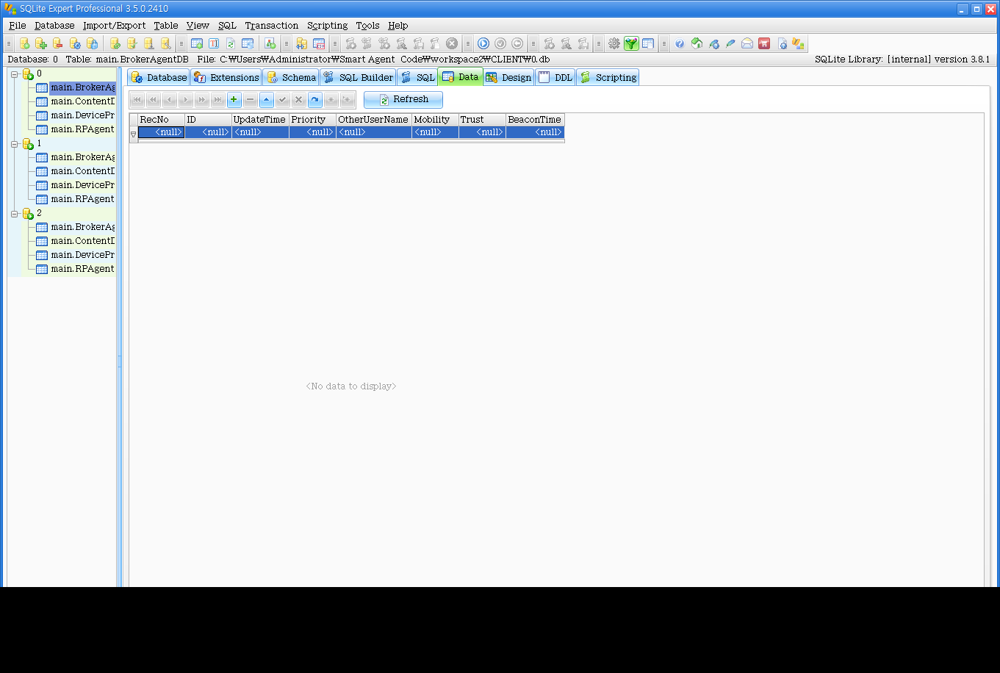 SQLite Expert Professional 3.5.0.2410
File Database Import/Export Table View SQL Transaction Scripting Tools Help
Database: 0 Table: main.BrokerAgentDB File: C:₩Users₩Administrator₩Smart Agent Code₩workspace2₩CLIENT₩0.db SQLite Library: [internal] version 3.8.1
Database Extensions Schema SQL Builder SQL Data Design DDL Scripting
Refresh
0
main.BrokerAg
main.ContentD
main.DevicePr
main.RPAgent
1
main.BrokerAg
main.ContentD
main.DevicePr
main.RPAgent
2
main.BrokerAg
main.ContentD
main.DevicePr
main.RPAgent
RecNo ID UpdateTime Priority OtherUserName Mobility Trust BeaconTime
<null> <null> <null> <null> <null> <null> <null> <null>
<No data to display>